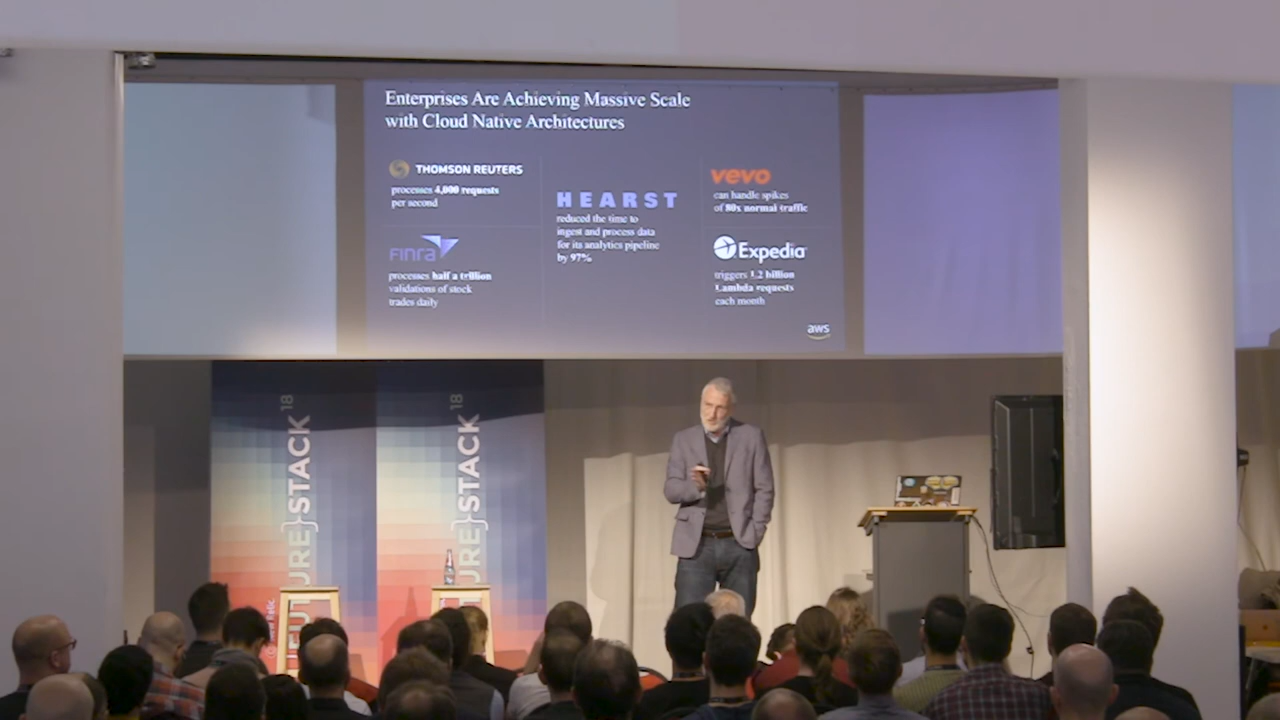 Enterprises Are Achieving Massive Scale
with Cloud Native Architectures
THOMSON REUTERS
processes 4,000 requests
per second
finra
processes half a trillion
validations of stock
trades daily
HEARST
reduced the time to
ingest and process data
for its analytics pipeline
by 97%
vevo
can handle spikes
of 80x normal traffic
Expedia
triggers 1.2 billion
Lambda requests
each month
aws
FUTURE}STACK 18
URE}STACK 18